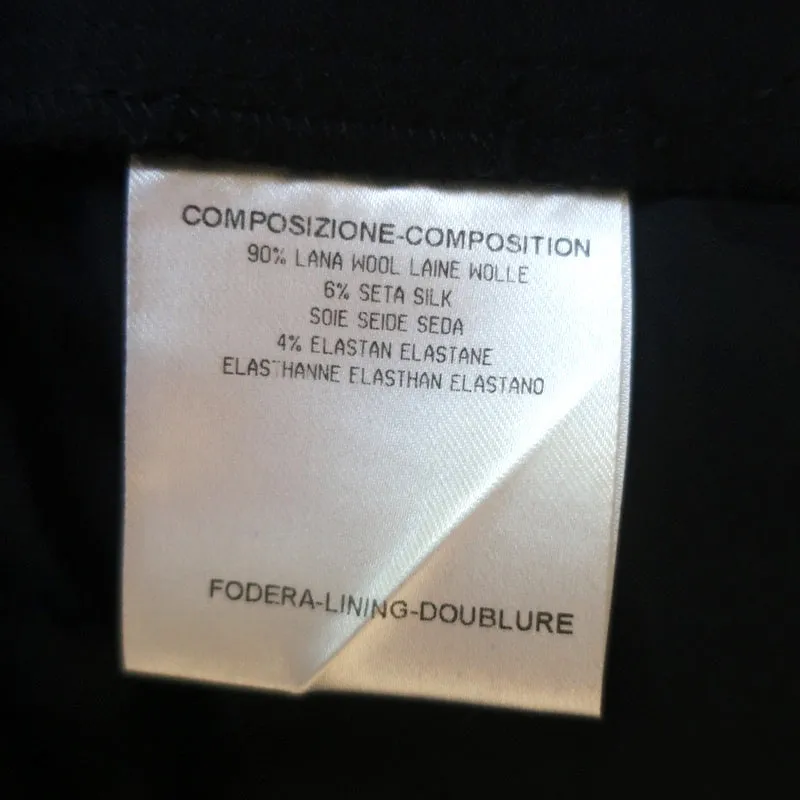 COMPOSIZIONE-COMPOSITION
90% LANA WOOL LAINE WOLLE
6% SETA SILK
SOIE SEIDE SEDA
4% ELASTAN ELASTANE
ELASTHANNE ELASTHAN ELASTANO
FODERA-LINING-DOUBLURE